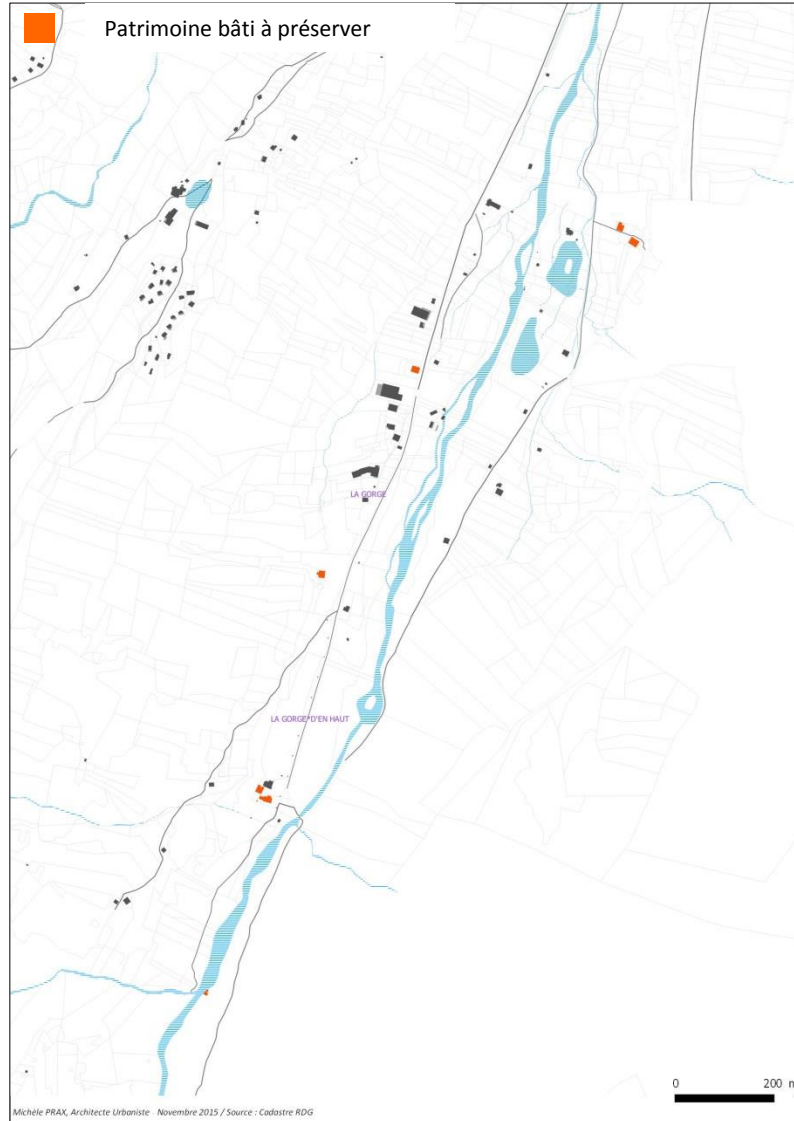 Patrimoine bâti à préserver
LA GORGE
LA GORGE*D'EN HAUT
0 200 m
Michèle PRAX, Architecte Urbaniste Novembre 2015 / Source : Cadastre RDG